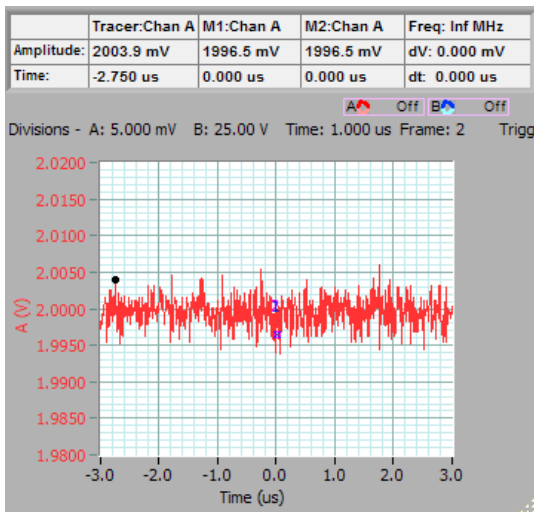 Tracer:Chan A M1:Chan A M2:Chan A Freq: Inf MHz
Amplitude: 2003.9 mV 1996.5 mV 1996.5 mV dV: 0.000 mV
Time: -2.750 us 0.000 us 0.000 us dt: 0.000 us
A Off B Off
Divisions - A: 5.000 mV B: 25.00 V Time: 1.000 us Frame: 2 Trigg
2.0200
2.0150
2.0100
2.0050
2.0000
1.9950
1.9900
1.9850
1.9800
A (V)
-3.0 -2.0 -1.0 0.0 1.0 2.0 3.0
Time (us)